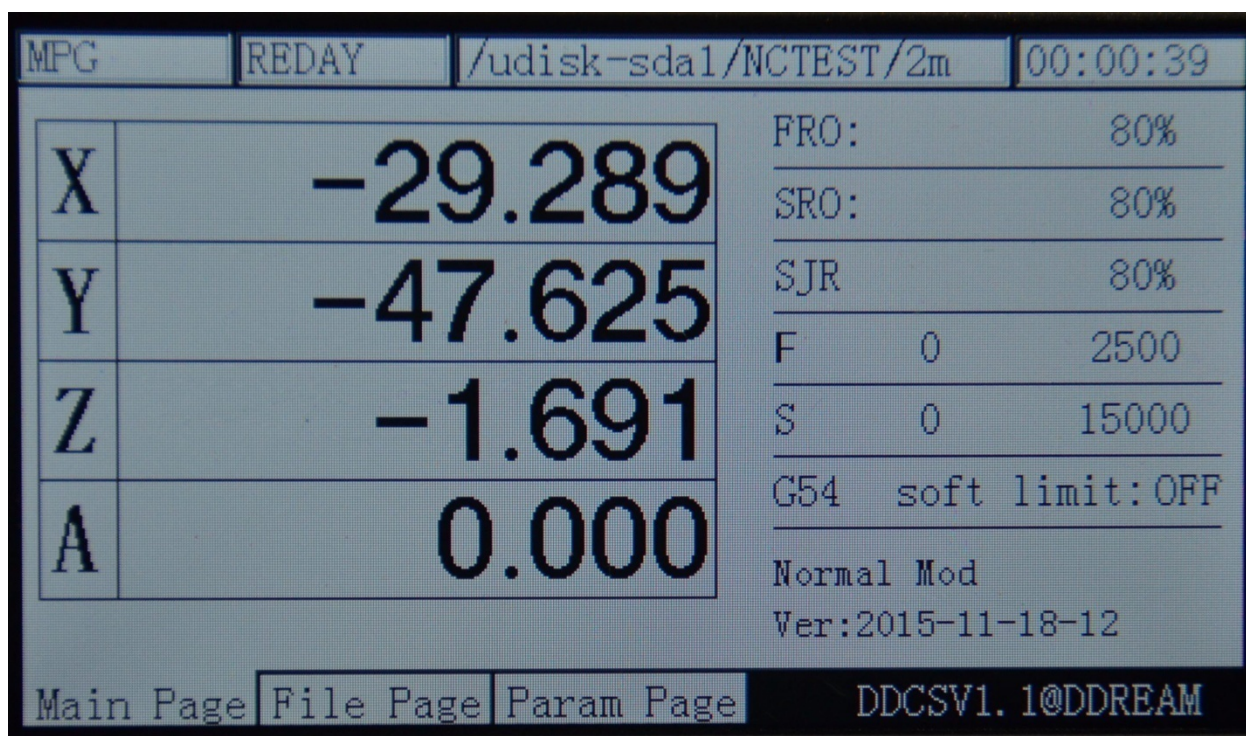 MPG REDAY /udisk-sda1/NCTEST/2m 00:00:39
X -29.289
Y -47.625
Z -1.691
A 0.000
FRO: 80%
SRO: 80%
SJR 80%
F 0 2500
S 0 15000
G54 soft limit:OFF
Normal Mod
Ver:2015-11-18-12
Main Page File Page Param Page DDCSV1.1@DDREAM